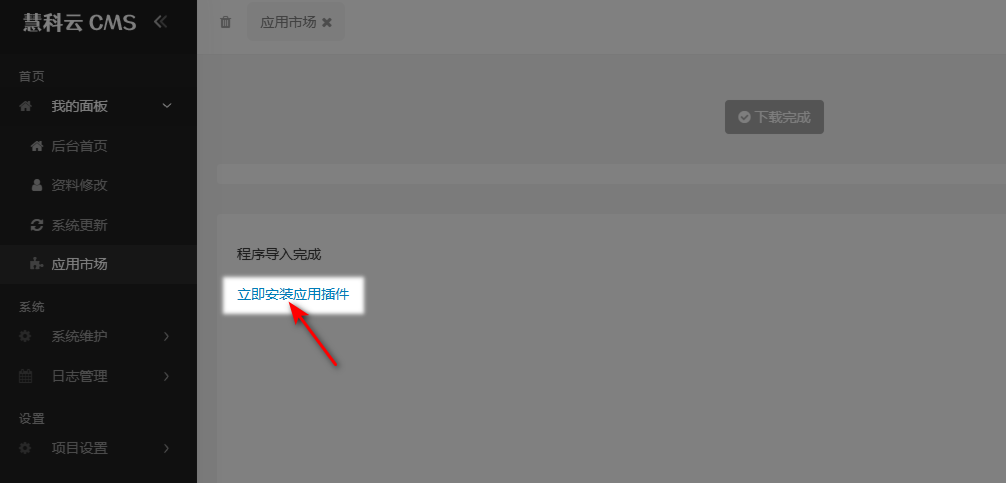 慧科云 CMS
首页
我的面板
后台首页
资料修改
系统更新
应用市场
系统
系统维护
日志管理
设置
项目设置
应用市场
下载完成
程序导入完成
立即安装应用插件